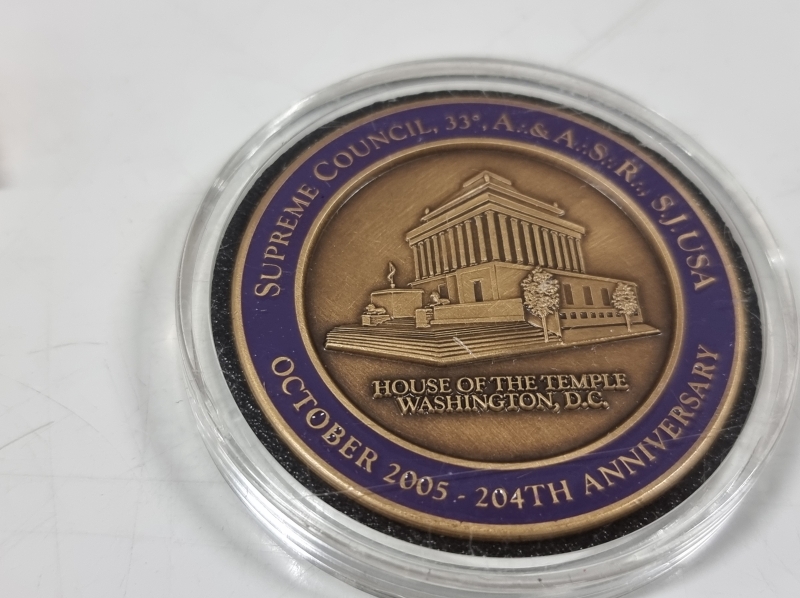 SUPREME COUNCIL, 33°, A∴&A∴S∴R∴, S.J. USA
HOUSE OF THE TEMPLE
WASHINGTON, D.C.
OCTOBER 2005 - 204TH ANNIVERSARY